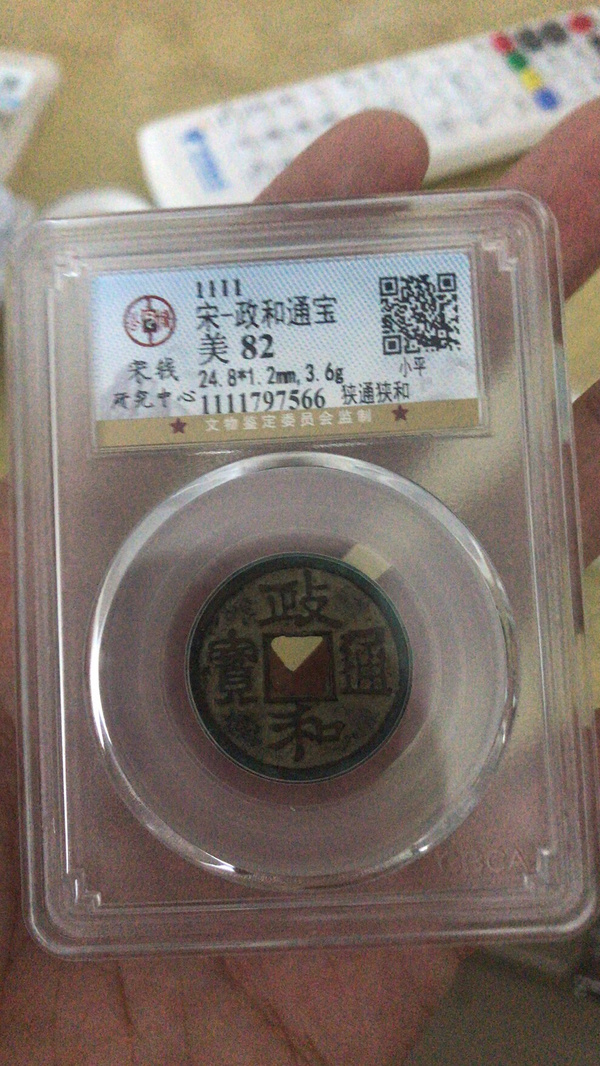 1111
宋-政和通宝
美 82
小平
宋钱 24.8*1.2mm,3.6g
研究中心 1111797566 狭通狭和
★ 文物鉴定委员会监制 ★
政
寳 通
和